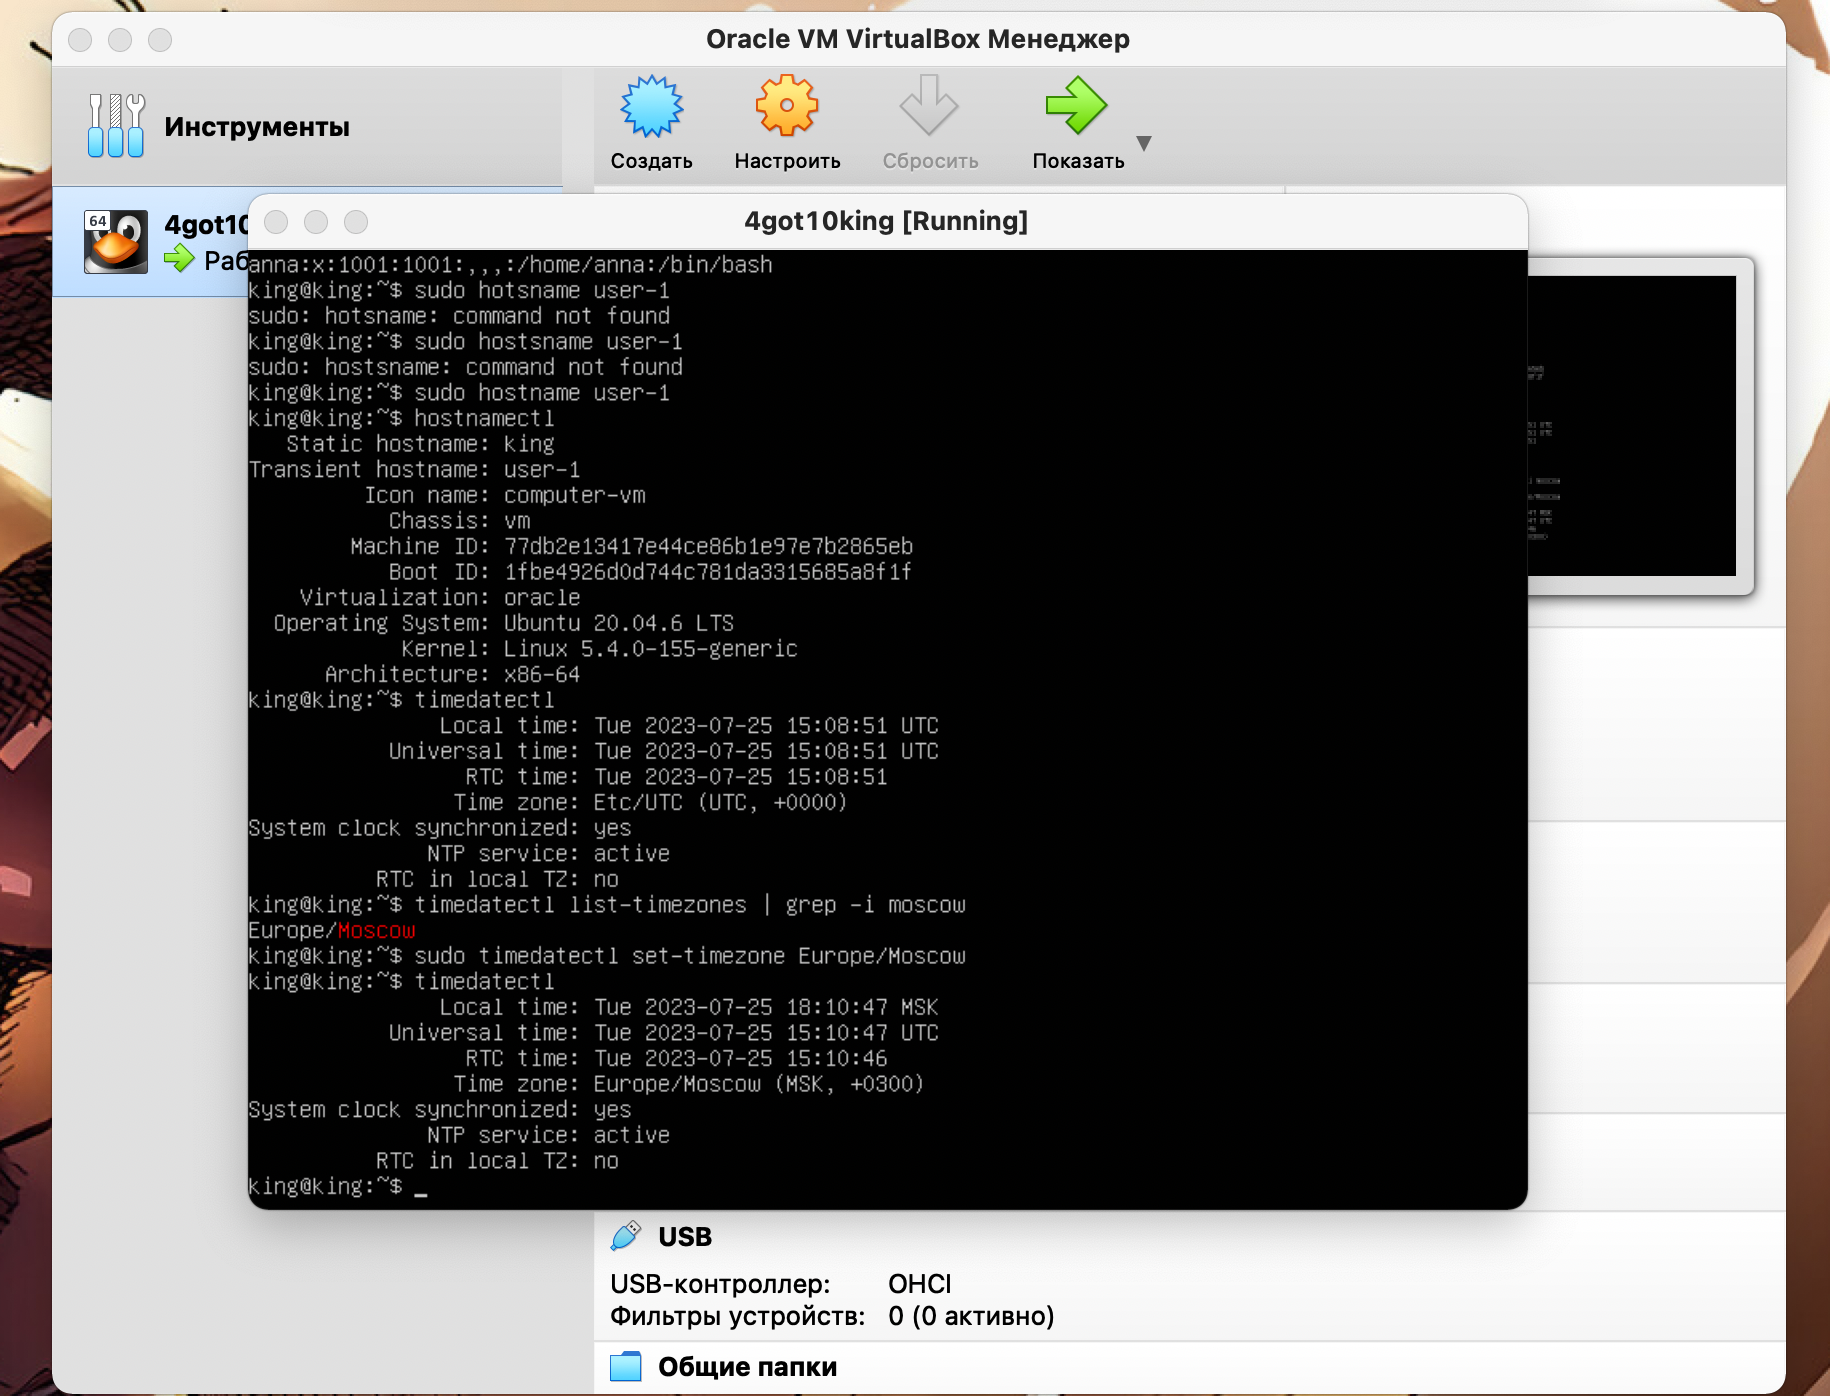 Oracle VM VirtualBox Менеджер
Инструменты
Создать
Настроить
Сбросить
Показать
64
4got10
Раб
4got10king [Running]
anna:x:1001:1001:,,,:/home/anna:/bin/bash
king@king:~$ sudo hotsname user-1
sudo: hotsname: command not found
king@king:~$ sudo hostsname user-1
sudo: hostsname: command not found
king@king:~$ sudo hostname user-1
king@king:~$ hostnamectl
Static hostname: king
Transient hostname: user-1
Icon name: computer-vm
Chassis: vm
Machine ID: 77db2e13417e44ce86b1e97e7b2865eb
Boot ID: 1fbe4926d0d744c781da3315685a8f1f
Virtualization: oracle
Operating System: Ubuntu 20.04.6 LTS
Kernel: Linux 5.4.0-155-generic
Architecture: x86-64
king@king:~$ timedatectl
Local time: Tue 2023-07-25 15:08:51 UTC
Universal time: Tue 2023-07-25 15:08:51 UTC
RTC time: Tue 2023-07-25 15:08:51
Time zone: Etc/UTC (UTC, +0000)
System clock synchronized: yes
NTP service: active
RTC in local TZ: no
king@king:~$ timedatectl list-timezones | grep -i moscow
Europe/Moscow
king@king:~$ sudo timedatectl set-timezone Europe/Moscow
king@king:~$ timedatectl
Local time: Tue 2023-07-25 18:10:47 MSK
Universal time: Tue 2023-07-25 15:10:47 UTC
RTC time: Tue 2023-07-25 15:10:46
Time zone: Europe/Moscow (MSK, +0300)
System clock synchronized: yes
NTP service: active
RTC in local TZ: no
king@king:~$ _
USB
USB-контроллер: OHCI
Фильтры устройств: 0 (0 активно)
Общие папки